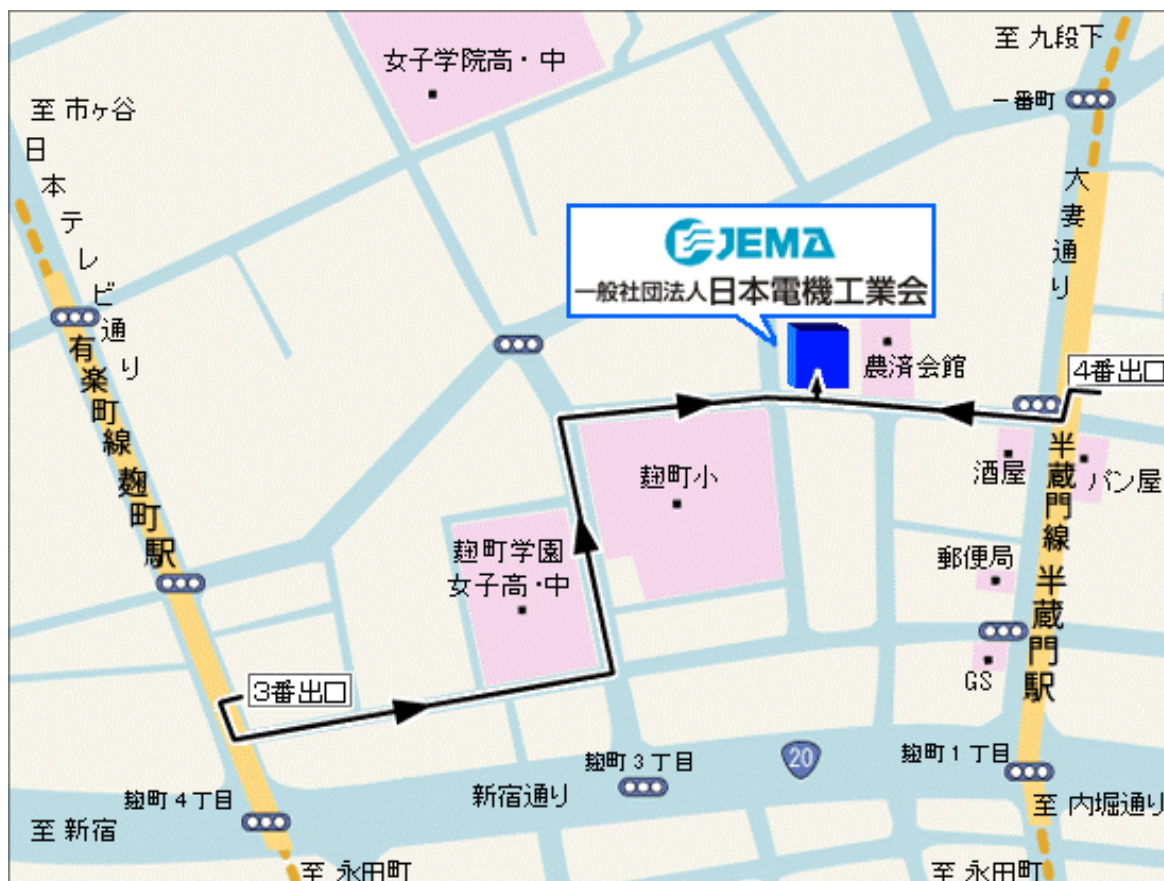 女子学院高・中
至 九段下
一番町
至 市ヶ谷
日本テレビ通り
大妻通り
JEMA
一般社団法人日本電機工業会
農済会館
4番出口
有楽町線 麹町駅
酒屋
パン屋
麹町小
半蔵門線 半蔵門駅
麹町学園
女子高・中
郵便局
GS
3番出口
麹町3丁目
20
麹町1丁目
新宿通り
麹町4丁目
至 新宿
至 内堀通り
至 永田町
至 永田町